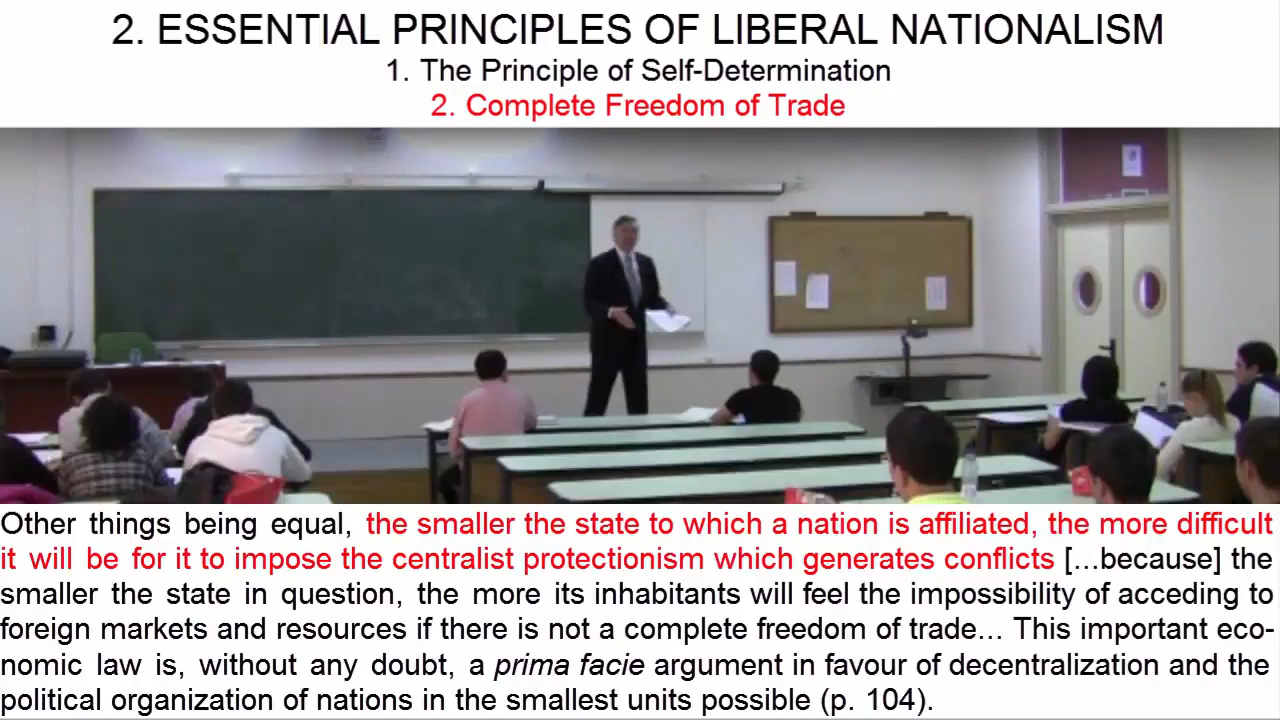 2. ESSENTIAL PRINCIPLES OF LIBERAL NATIONALISM
1. The Principle of Self-Determination
2. Complete Freedom of Trade
Other things being equal, the smaller the state to which a nation is affiliated, the more difficult
it will be for it to impose the centralist protectionism which generates conflicts [...because] the
smaller the state in question, the more its inhabitants will feel the impossibility of acceding to
foreign markets and resources if there is not a complete freedom of trade... This important eco-
nomic law is, without any doubt, a prima facie argument in favour of decentralization and the
political organization of nations in the smallest units possible (p. 104).